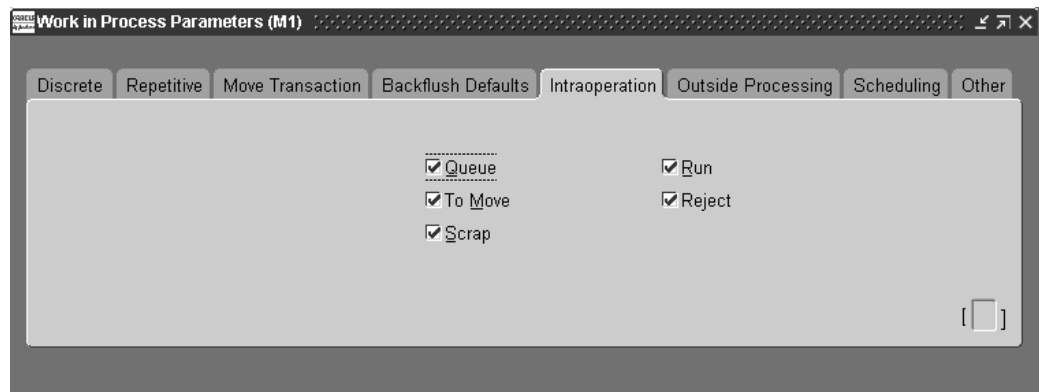 ORACLE Work in Process Parameters (M1)
Discrete Repetitive Move Transaction Backflush Defaults Intraoperation Outside Processing Scheduling Other
Queue Run
To Move Reject
Scrap
[ ]